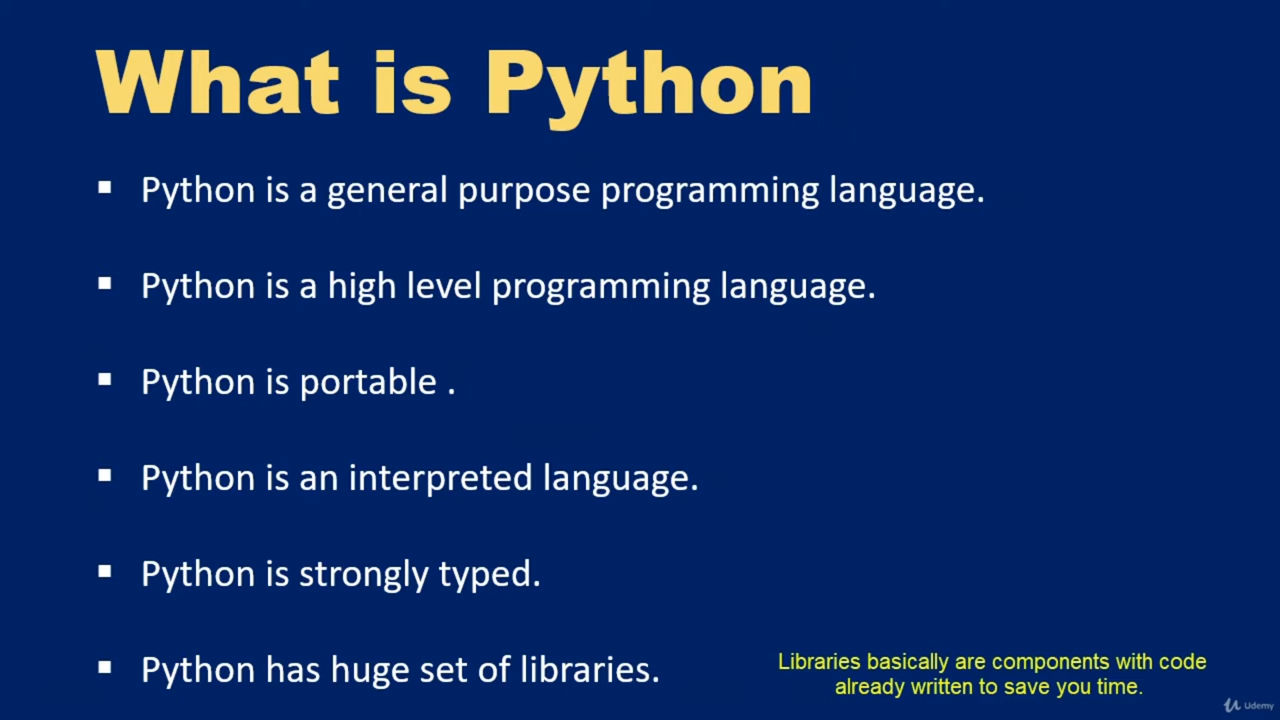 What is Python
▪ Python is a general purpose programming language.
▪ Python is a high level programming language.
▪ Python is portable .
▪ Python is an interpreted language.
▪ Python is strongly typed.
▪ Python has huge set of libraries.
Libraries basically are components with code
already written to save you time.
Udemy